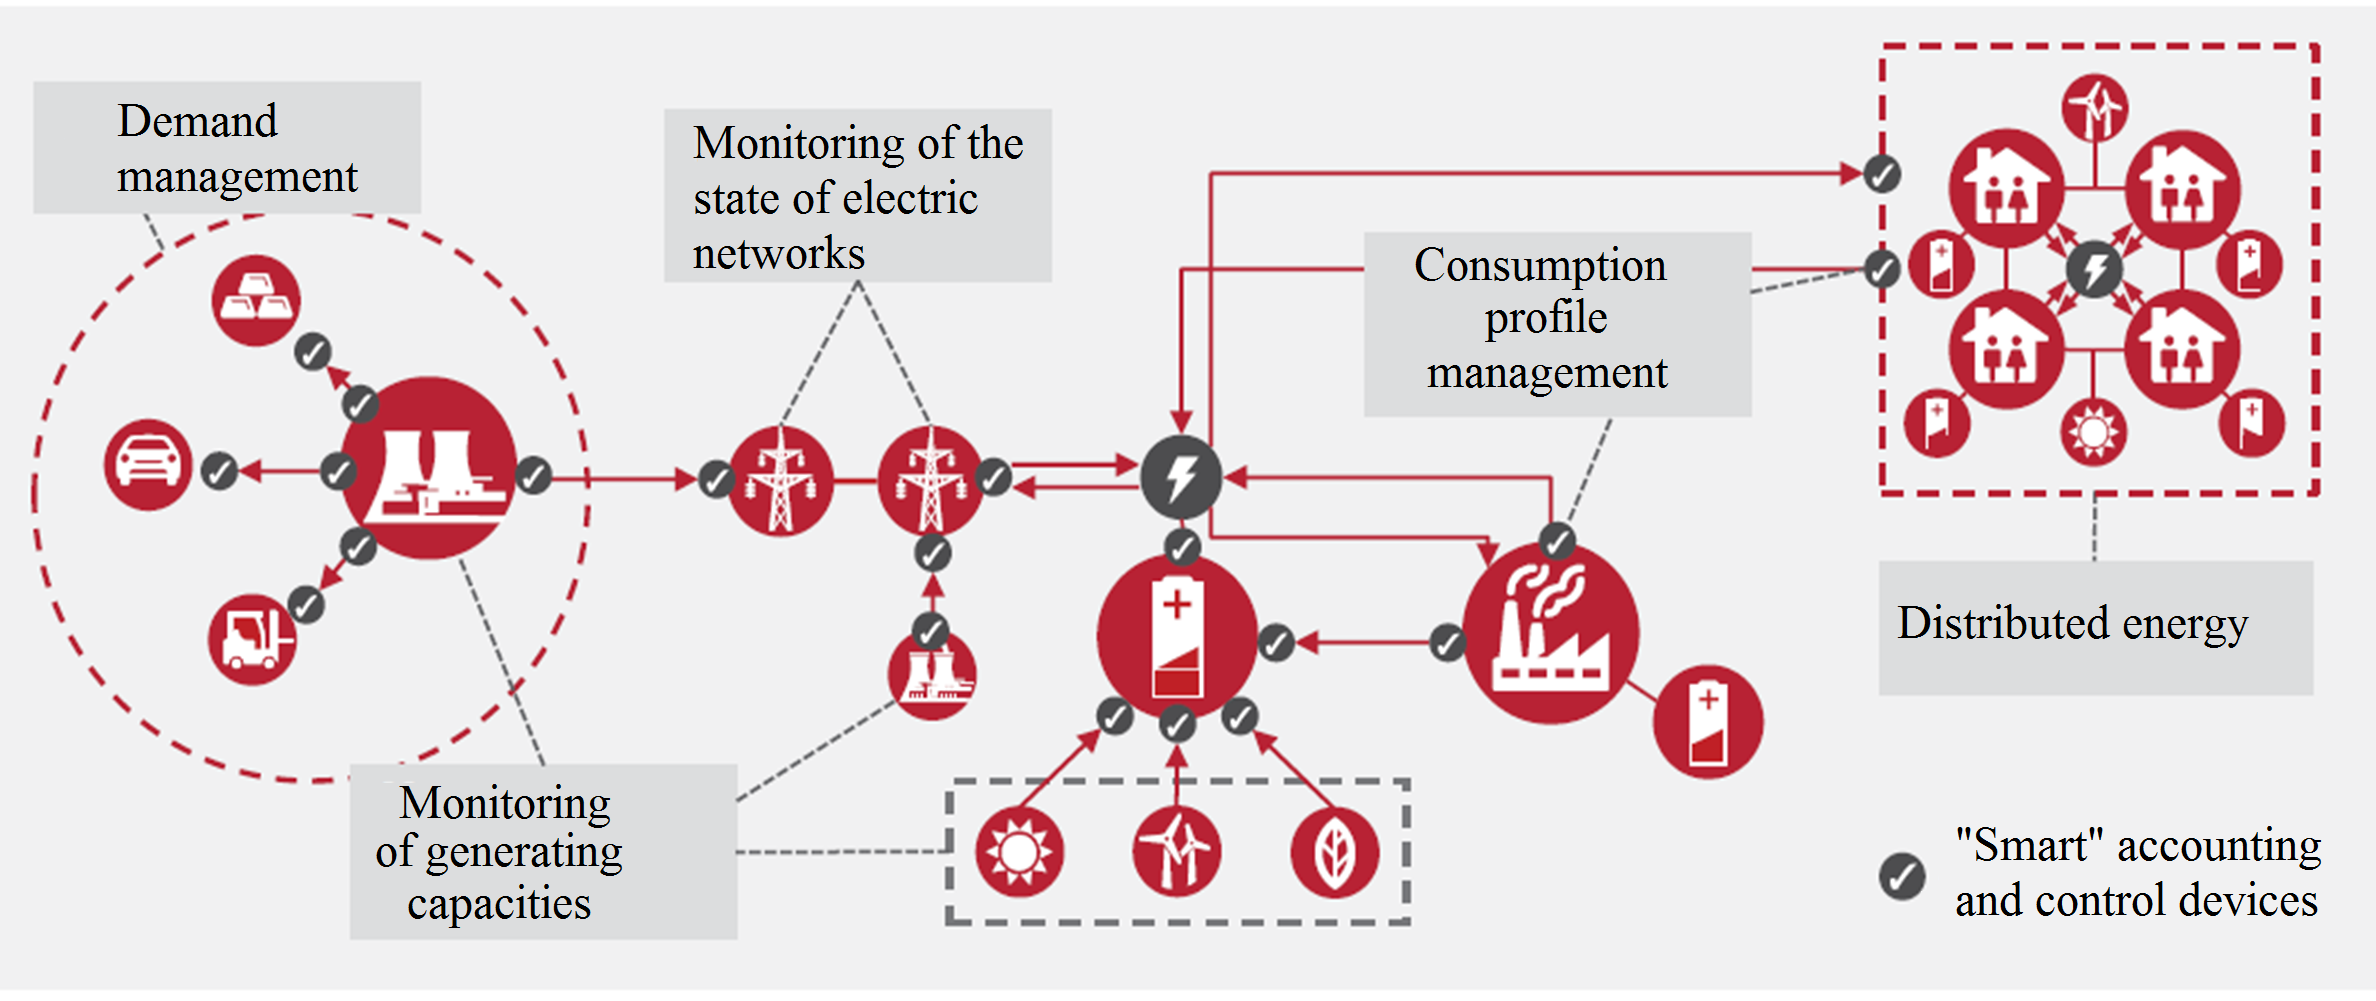 Demand
management
Monitoring of the
state of electric
networks
Consumption
profile
management
Distributed energy
Monitoring
of generating
capacities
"Smart" accounting
and control devices